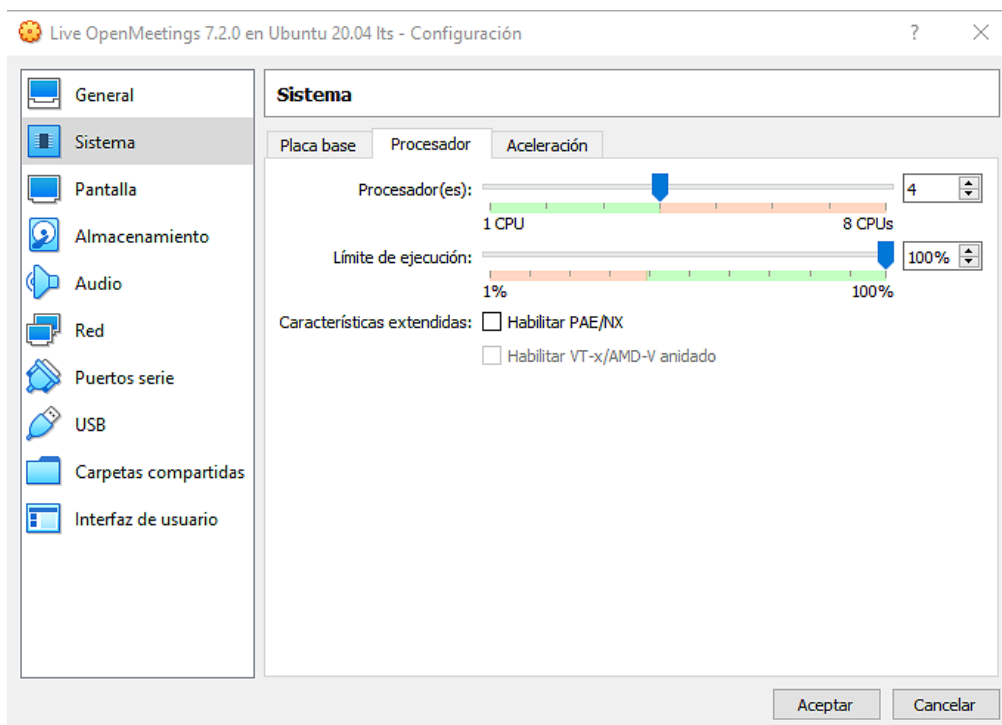 Live OpenMeetings 7.2.0 en Ubuntu 20.04 lts - Configuración
?
General
Sistema
Pantalla
Almacenamiento
Audio
Red
Puertos serie
USB
Carpetas compartidas
Interfaz de usuario
Sistema
Placa base Procesador Aceleración
Procesador(es): 4
1 CPU 8 CPUs
Límite de ejecución: 100%
1% 100%
Características extendidas: Habilitar PAE/NX
Habilitar VT-x/AMD-V anidado
Aceptar Cancelar